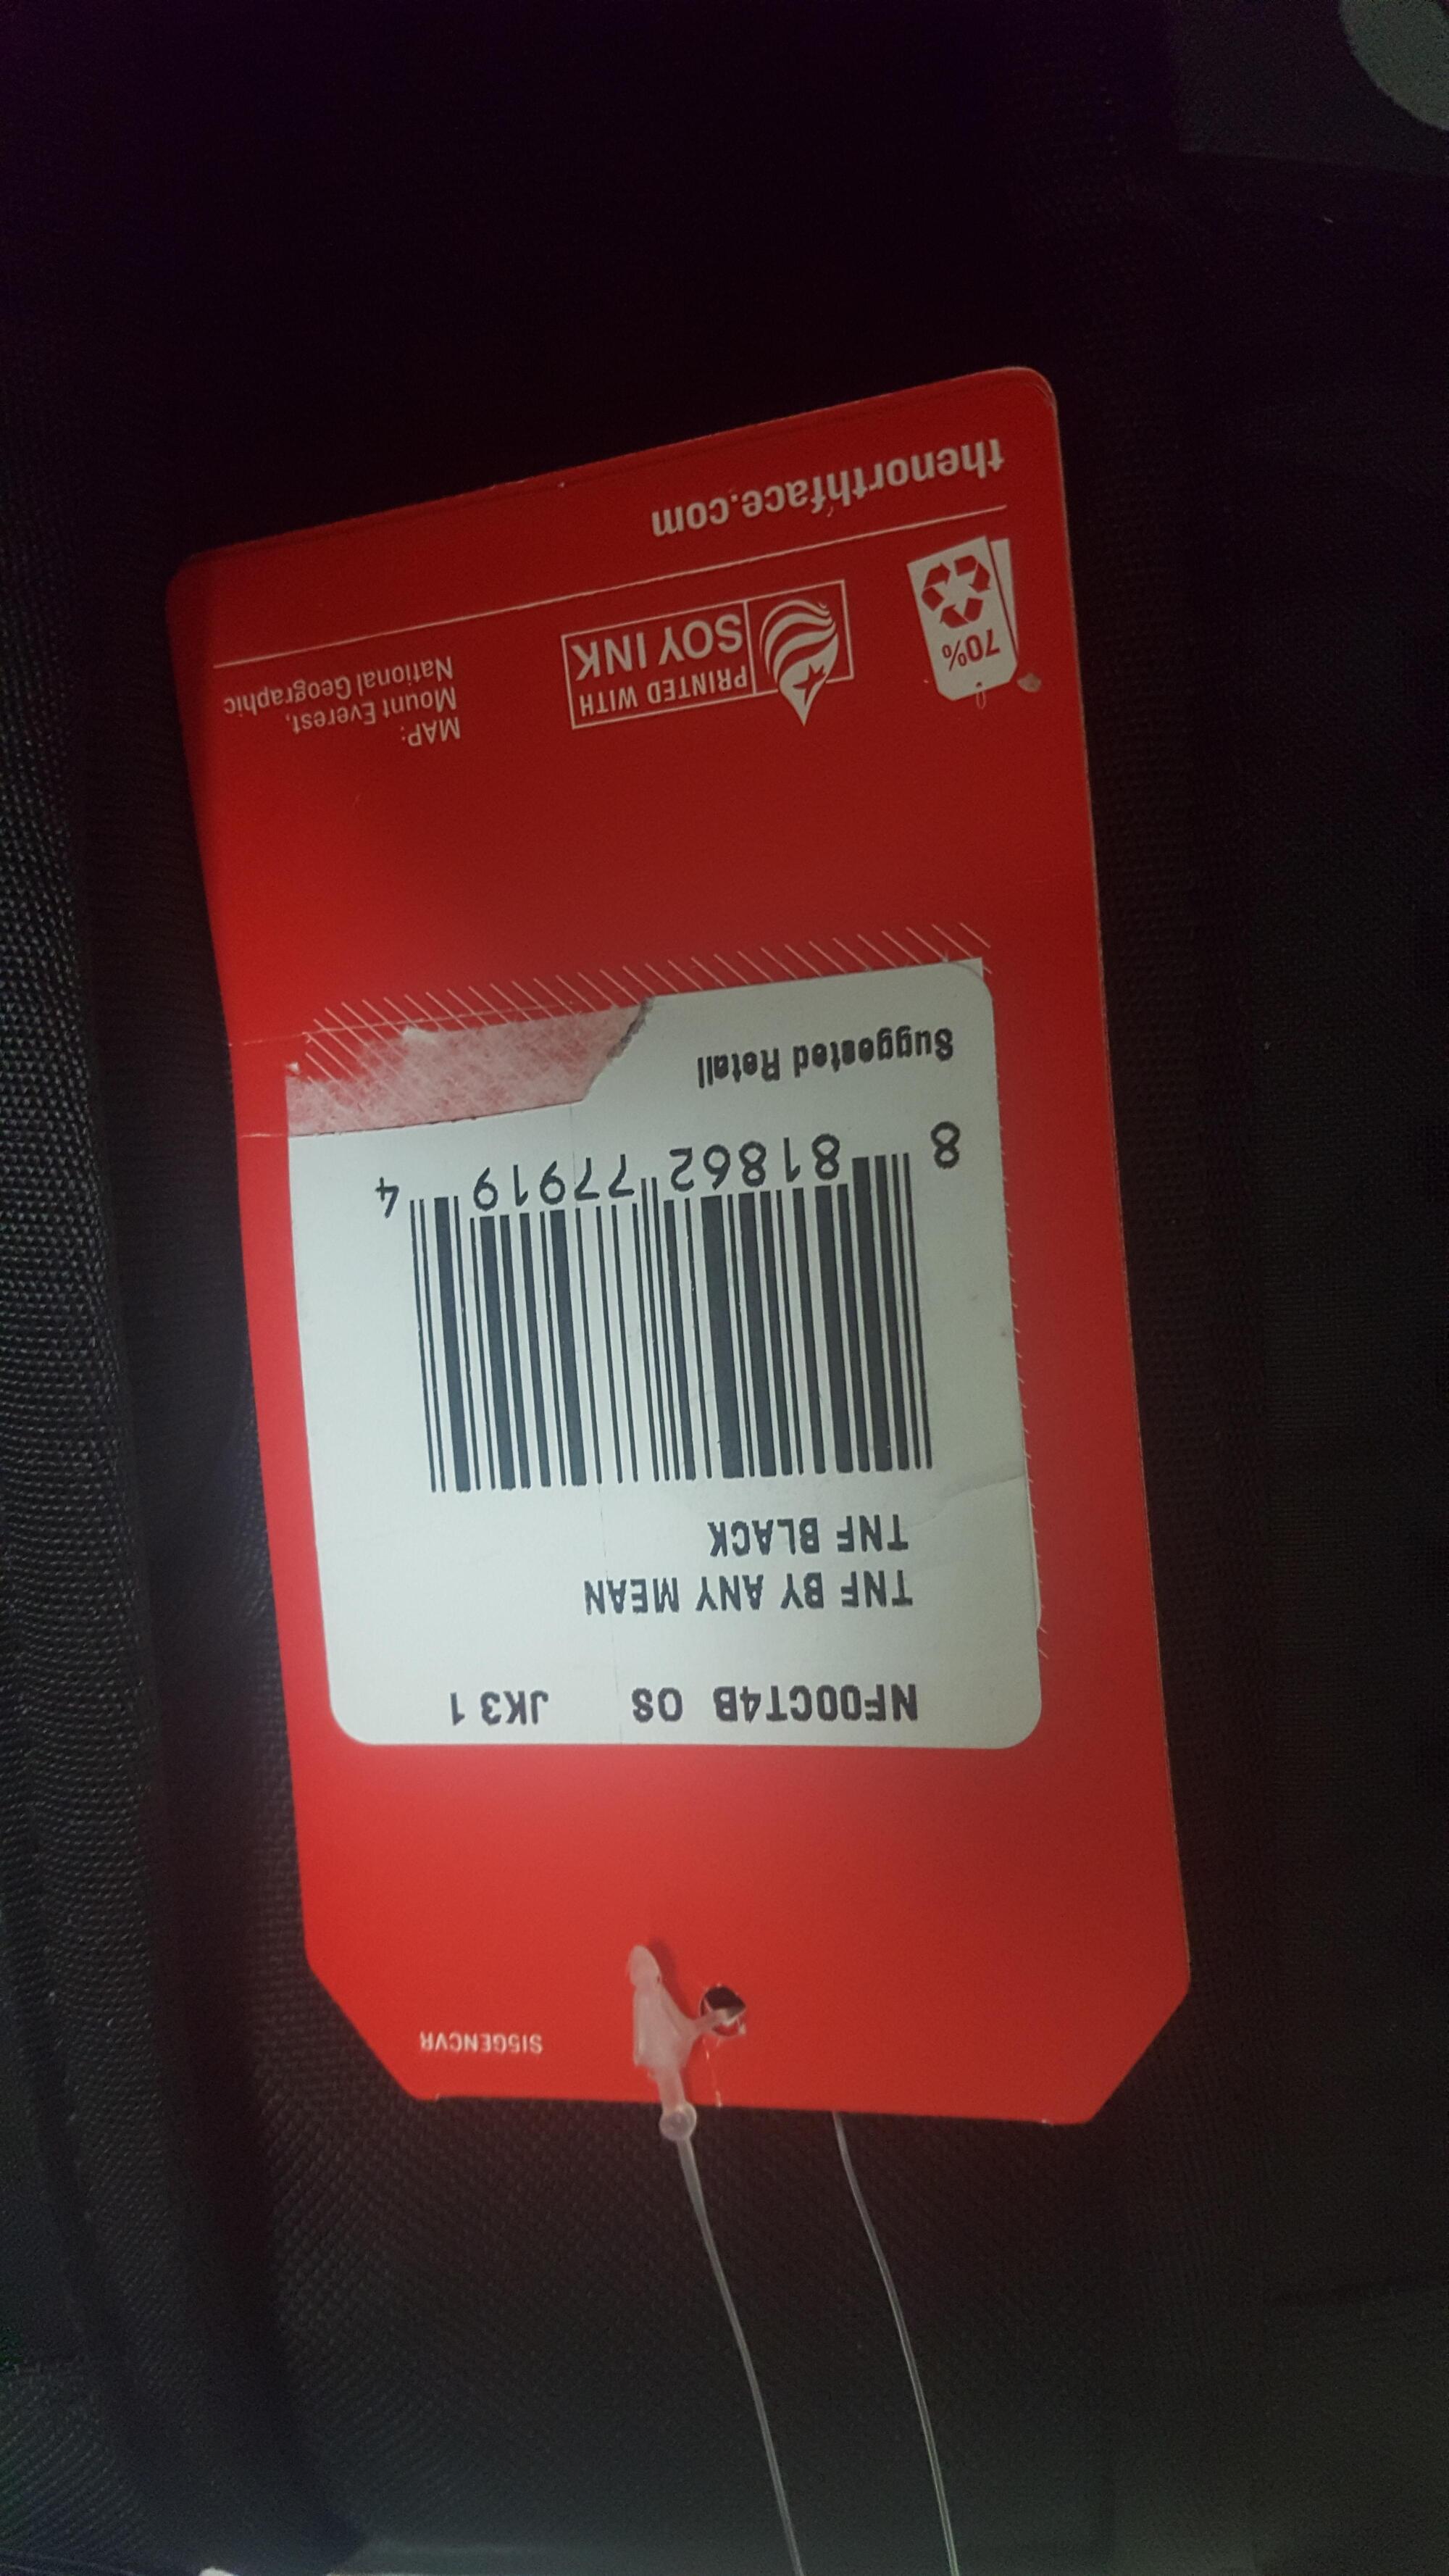 SI5GENCVR
NF00CT4B OS JK3 1
TNF BY ANY MEAN
TNF BLACK
8 81862 77919 4
Suggested Retail
70%
PRINTED WITH
SOY INK
MAP:
Mount Everest,
National Geographic
thenorthface.com